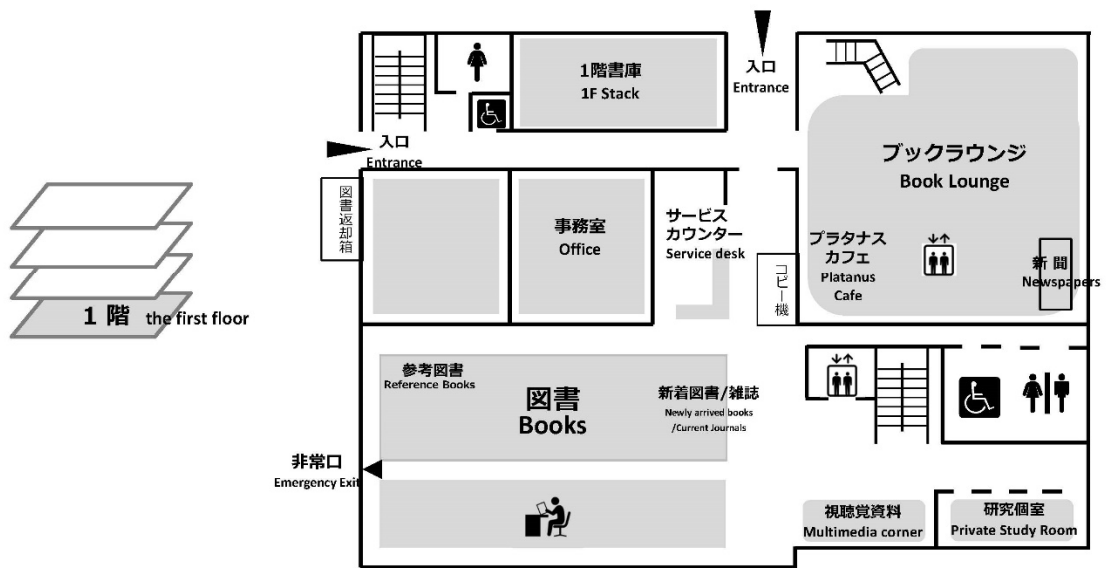 1 階 the first floor
入口
Entrance
1階書庫
1F Stack
入口
Entrance
図書返却箱
事務室
Office
サービス
カウンター
Service desk
コピー機
ブックラウンジ
Book Lounge
プラタナス
カフェ
Platanus
Cafe
新聞
Newspapers
参考図書
Reference Books
図書
Books
新着図書/雑誌
Newly arrived books
/Current Journals
非常口
Emergency Exit
視聴覚資料
Multimedia corner
研究個室
Private Study Room